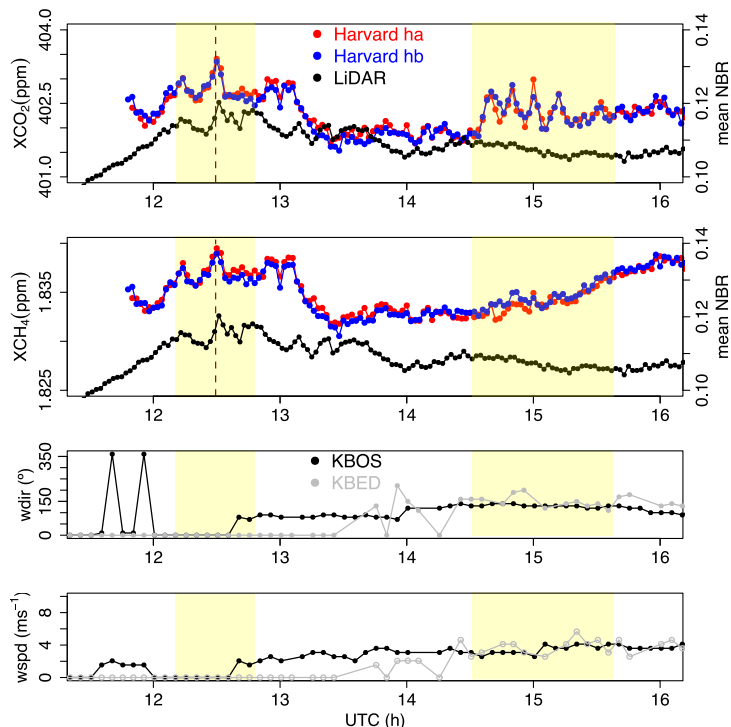 Harvard ha
Harvard hb
LiDAR
XCO₂(ppm)
404.0
402.5
401.0
mean NBR
0.14
0.12
0.10
12 13 14 15 16
XCH₄(ppm)
1.835
1.825
mean NBR
0.14
0.12
0.10
12 13 14 15 16
KBOS
KBED
wdir (°)
350
150
0
12 13 14 15 16
wspd (ms⁻¹)
8
4
0
12 13 14 15 16
UTC (h)